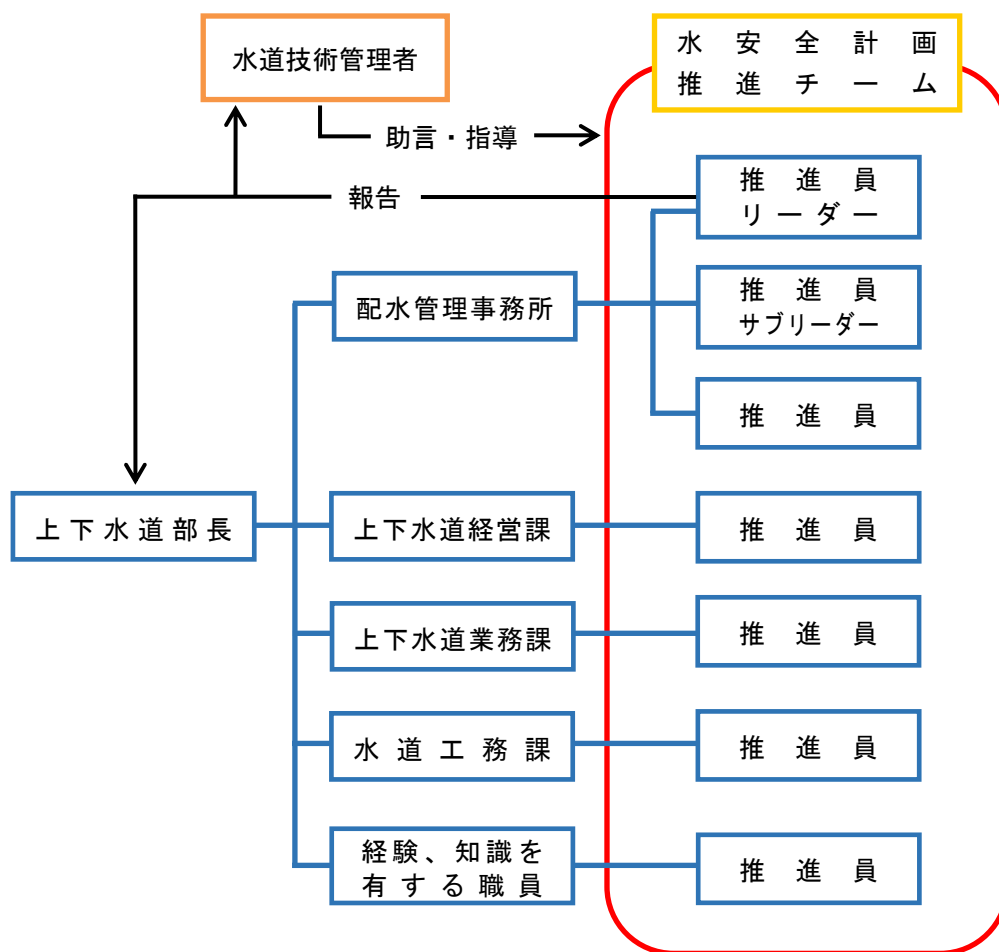 水道技術管理者
水安全計画
推進チーム
助言・指導
報告
推進員
リーダー
配水管理事務所
推進員
サブリーダー
推進員
上下水道部長
上下水道経営課
推進員
上下水道業務課
推進員
水道工務課
推進員
経験、知識を
有する職員
推進員